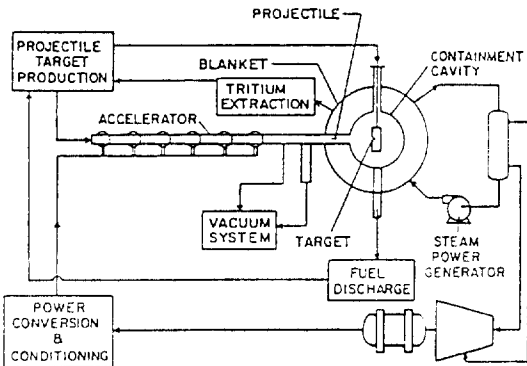 PROJECTILE
PROJECTILE
TARGET
PRODUCTION
BLANKET
CONTAINMENT
CAVITY
TRITIUM
EXTRACTION
ACCELERATOR
VACUUM
SYSTEM
TARGET
STEAM
POWER
GENERATOR
FUEL
DISCHARGE
POWER
CONVERSION
&
CONDITIONING